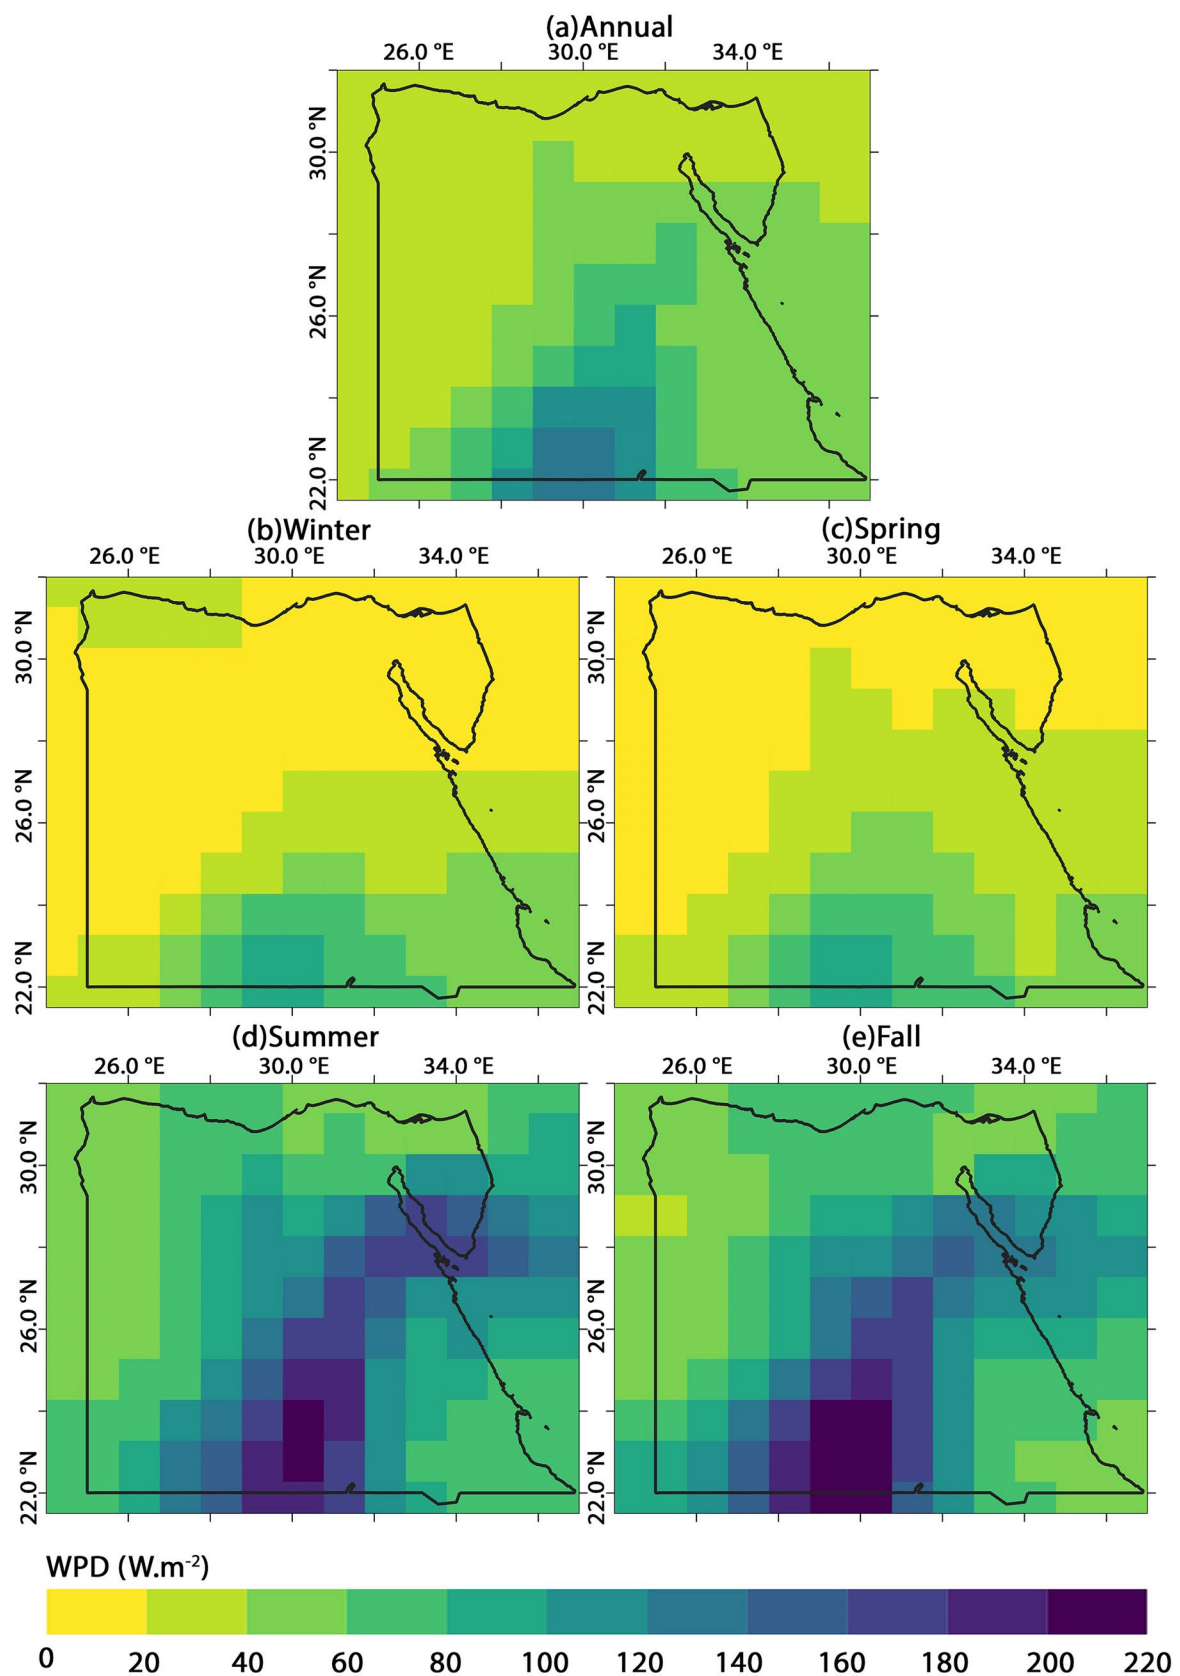 (a)Annual
26.0 °E 30.0 °E 34.0 °E
30.0 °N
26.0 °N
22.0 °N
(b)Winter (c)Spring
26.0 °E 30.0 °E 34.0 °E 26.0 °E 30.0 °E 34.0 °E
30.0 °N 30.0 °N
26.0 °N 26.0 °N
22.0 °N 22.0 °N
(d)Summer (e)Fall
26.0 °E 30.0 °E 34.0 °E 26.0 °E 30.0 °E 34.0 °E
30.0 °N 30.0 °N
26.0 °N 26.0 °N
22.0 °N 22.0 °N
WPD (W.m⁻²)
0 20 40 60 80 100 120 140 160 180 200 220